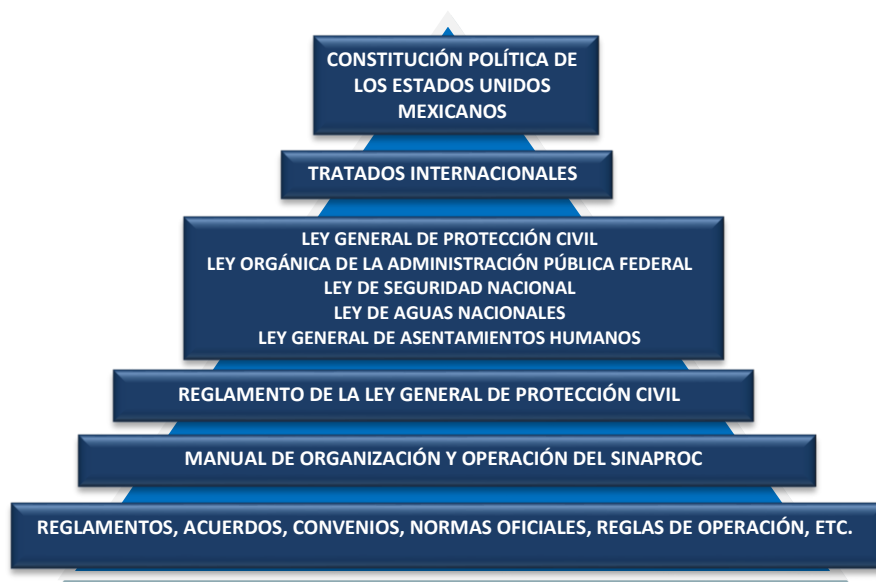 CONSTITUCIÓN POLÍTICA DE
LOS ESTADOS UNIDOS
MEXICANOS
TRATADOS INTERNACIONALES
LEY GENERAL DE PROTECCIÓN CIVIL
LEY ORGÁNICA DE LA ADMINISTRACIÓN PÚBLICA FEDERAL
LEY DE SEGURIDAD NACIONAL
LEY DE AGUAS NACIONALES
LEY GENERAL DE ASENTAMIENTOS HUMANOS
REGLAMENTO DE LA LEY GENERAL DE PROTECCIÓN CIVIL
MANUAL DE ORGANIZACIÓN Y OPERACIÓN DEL SINAPROC
REGLAMENTOS, ACUERDOS, CONVENIOS, NORMAS OFICIALES, REGLAS DE OPERACIÓN, ETC.